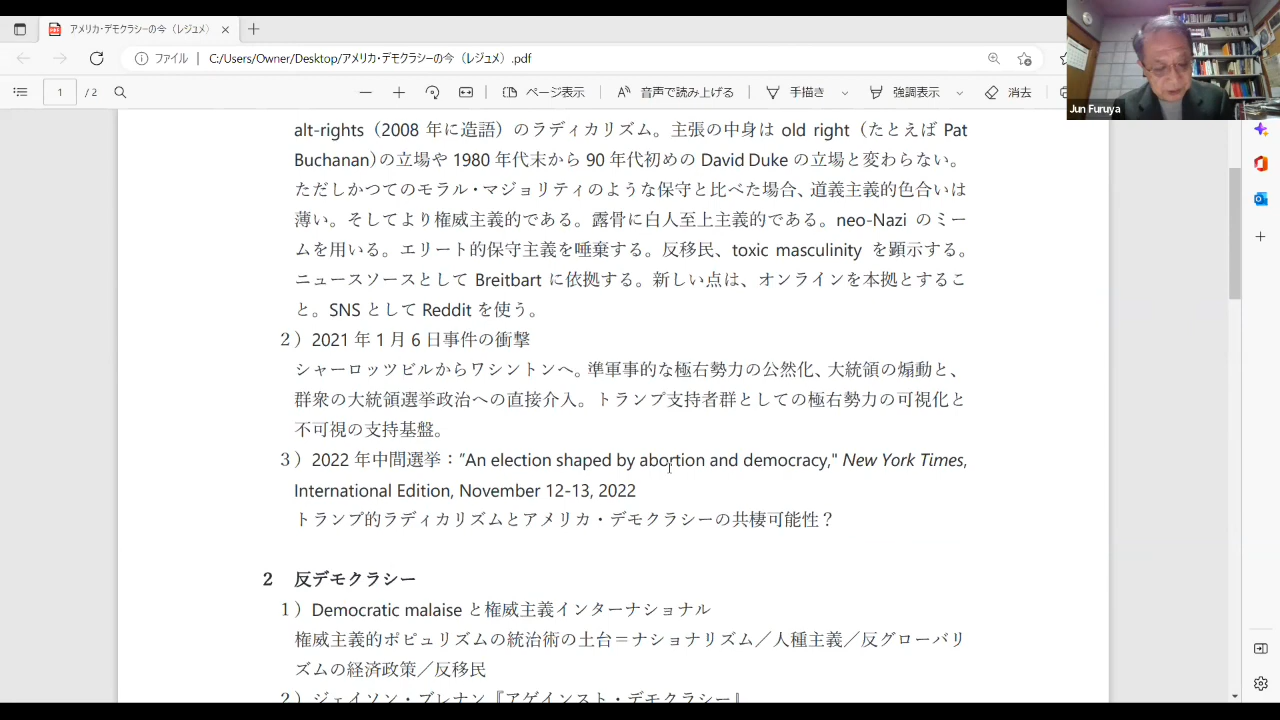 アメリカ・デモクラシーの今（レジュメ）
ファイル C:/Users/Owner/Desktop/アメリカ・デモクラシーの今（レジュメ）.pdf
1 / 2 ページ表示 音声で読み上げる 手描き 強調表示 消去
Jun Furuya
alt-rights（2008 年に造語）のラディカリズム。主張の中身は old right（たとえば Pat
Buchanan）の立場や 1980 年代末から 90 年代初めの David Duke の立場と変わらない。
ただしかつてのモラル・マジョリティのような保守と比べた場合、道義主義的色合いは
薄い。そしてより権威主義的である。露骨に白人至上主義的である。neo-Nazi のミー
ムを用いる。エリート的保守主義を唾棄する。反移民、toxic masculinity を顕示する。
ニュースソースとして Breitbart に依拠する。新しい点は、オンラインを本拠とするこ
と。SNS として Reddit を使う。
２）2021 年 1 月 6 日事件の衝撃
シャーロッツビルからワシントンへ。準軍事的な極右勢力の公然化、大統領の煽動と、
群衆の大統領選挙政治への直接介入。トランプ支持者群としての極右勢力の可視化と
不可視の支持基盤。
３）2022 年中間選挙："An election shaped by abortion and democracy," New York Times,
International Edition, November 12-13, 2022
トランプ的ラディカリズムとアメリカ・デモクラシーの共棲可能性？
2 反デモクラシー
１）Democratic malaise と権威主義インターナショナル
権威主義的ポピュリズムの統治術の土台＝ナショナリズム／人種主義／反グローバリ
ズムの経済政策／反移民
２）ジェイソン・ブレナン『アゲインスト・デモクラシー』